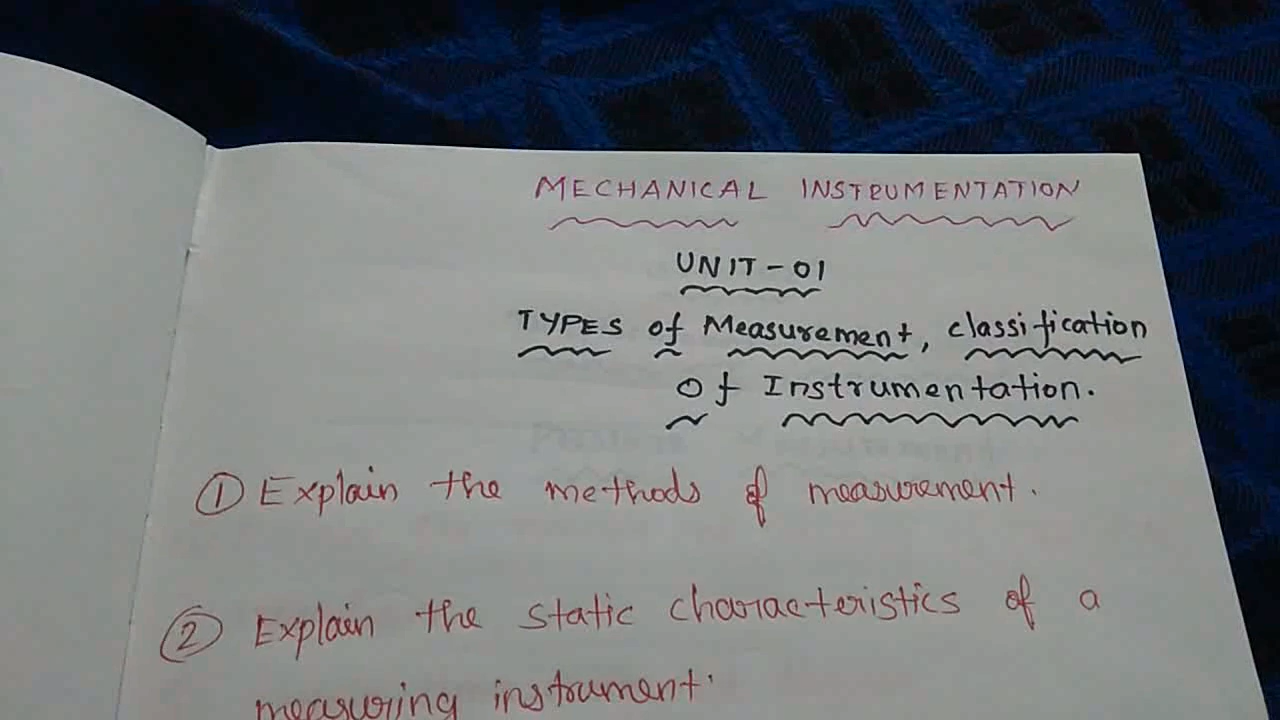 MECHANICAL INSTRUMENTATION
UNIT-01
TYPES of Measurement, classification
Of Instrumentation.
① Explain the methods of measurement.
② Explain the static characteristics of a
measuring instrument.